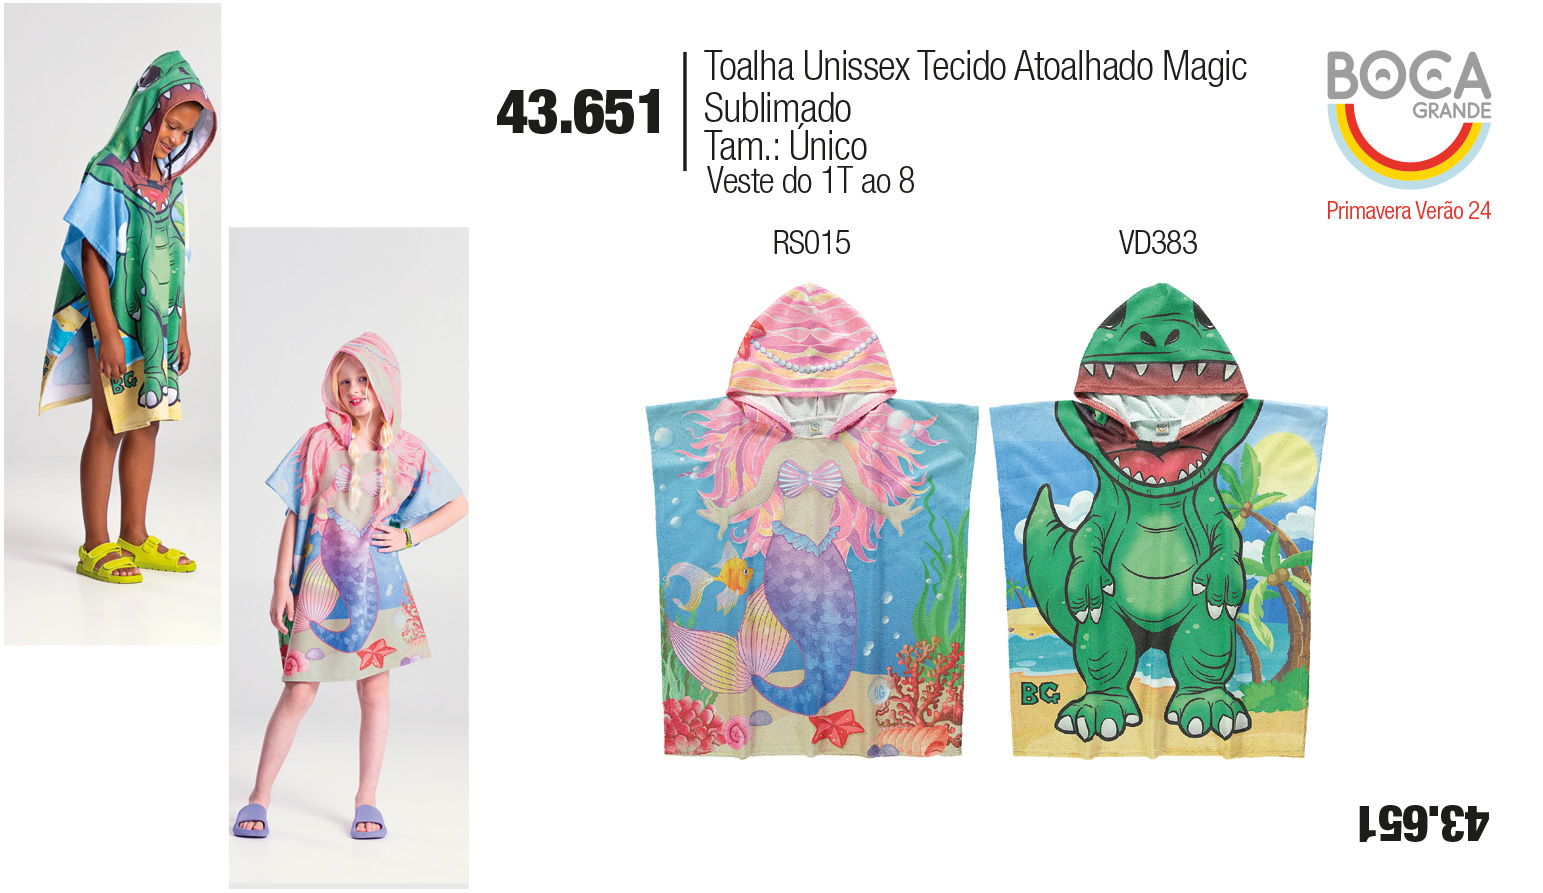 43.651
Toalha Unissex Tecido Atoalhado Magic
Sublimado
Tam.: Único
Veste do 1T ao 8
BOCA
GRANDE
Primavera Verão 24
RS015
VD383
BG
BG
BG
43.651